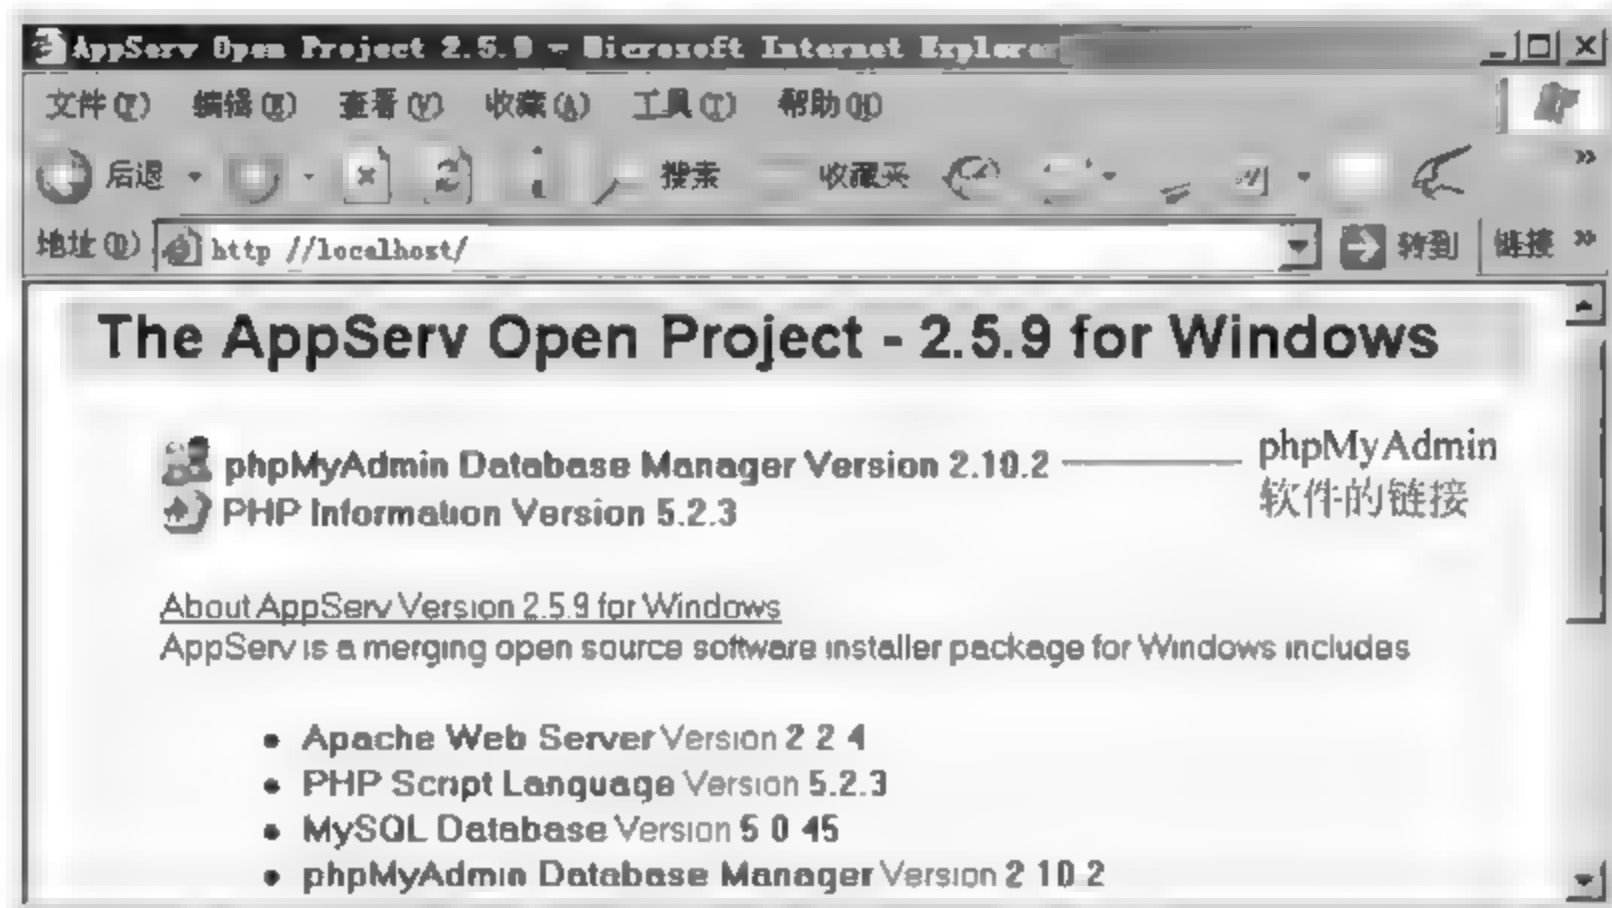 AppServ Open Project 2.5.9 - Microsoft Internet Explorer
文件(F) 编辑(E) 查看(V) 收藏(A) 工具(T) 帮助(H)
后退 搜索 收藏夹 »
地址(D) http //localhost/ 转到 链接 »
The AppServ Open Project - 2.5.9 for Windows
phpMyAdmin Database Manager Version 2.10.2
phpMyAdmin
软件的链接
PHP Information Version 5.2.3
About AppServ Version 2.5.9 for Windows
AppServ is a merging open source software installer package for Windows includes
• Apache Web Server Version 2 2 4
• PHP Script Language Version 5.2.3
• MySQL Database Version 5 0 45
• phpMyAdmin Database Manager Version 2 10 2